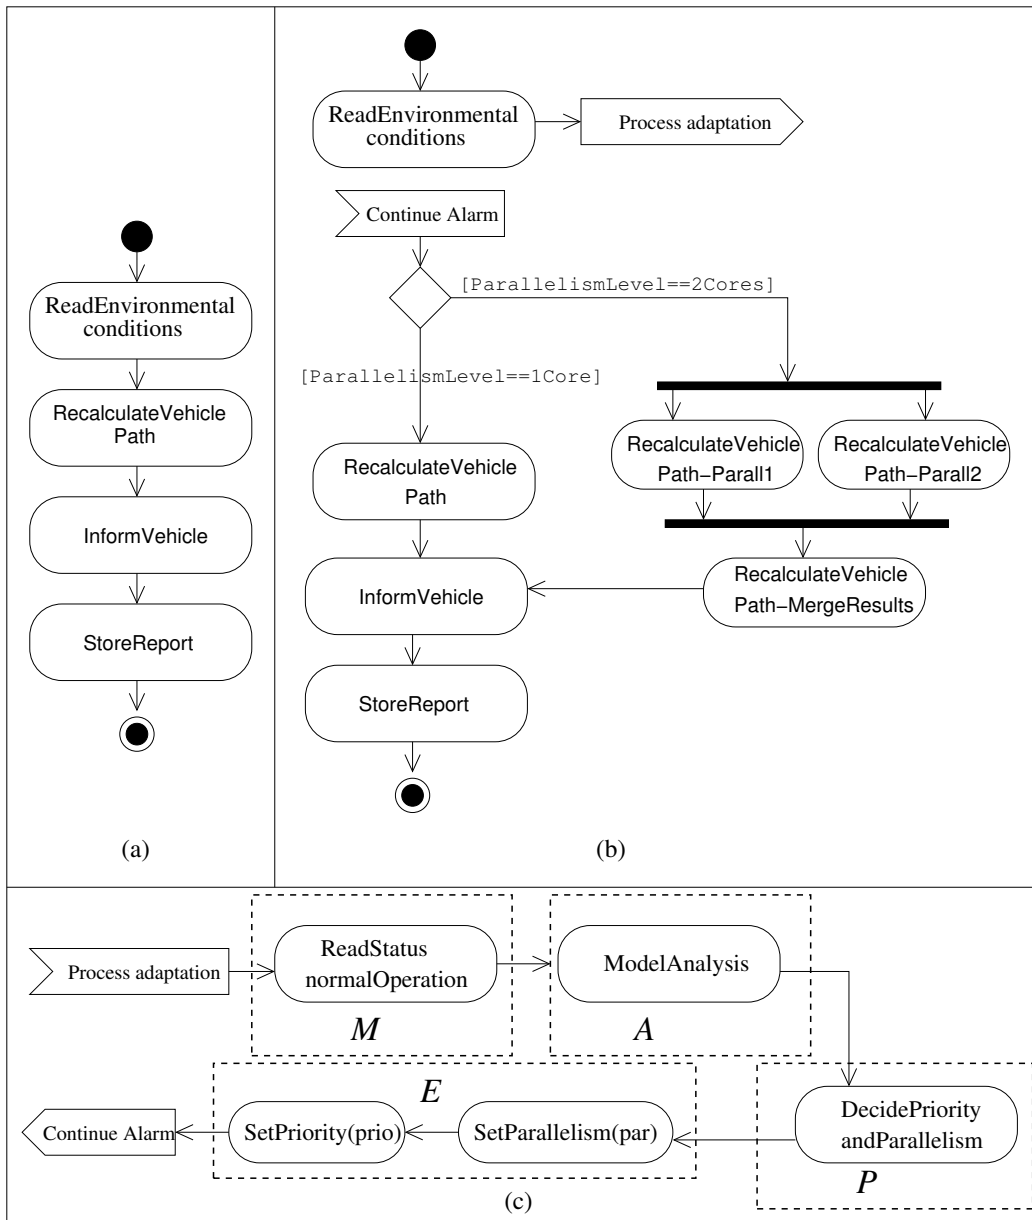 ReadEnvironmental
conditions
RecalculateVehicle
Path
InformVehicle
StoreReport
(a)
ReadEnvironmental
conditions
Process adaptation
Continue Alarm
[ParallelismLevel==2Cores]
[ParallelismLevel==1Core]
RecalculateVehicle
Path
RecalculateVehicle
Path-Parall1
RecalculateVehicle
Path-Parall2
RecalculateVehicle
Path-MergeResults
InformVehicle
StoreReport
(b)
Process adaptation
ReadStatus
normalOperation
M
ModelAnalysis
A
DecidePriority
andParallelism
P
E
SetParallelism(par)
SetPriority(prio)
Continue Alarm
(c)